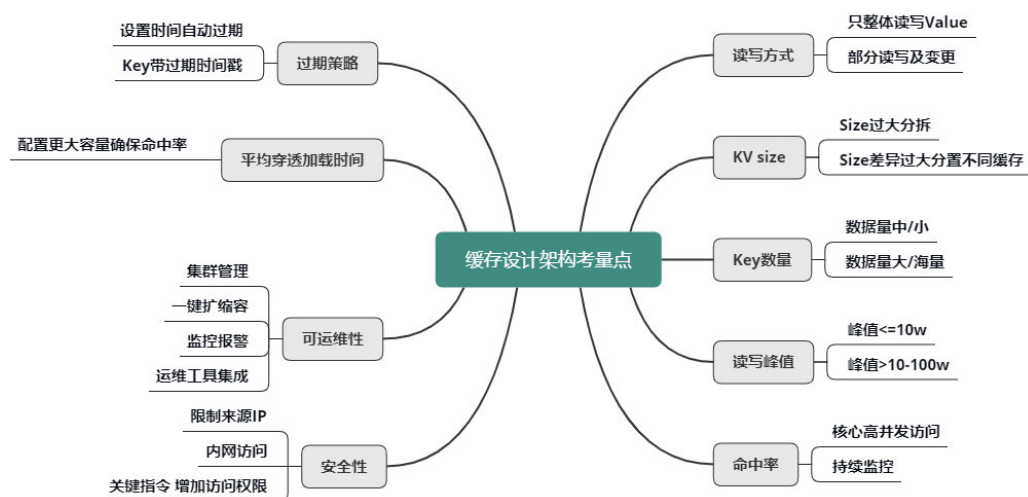 缓存设计架构考量点
读写方式
只整体读写Value
部分读写及变更
KV size
Size过大分拆
Size差异过大分置不同缓存
Key数量
数据量中/小
数据量大/海量
读写峰值
峰值<=10w
峰值>10-100w
命中率
核心高并发访问
持续监控
过期策略
设置时间自动过期
Key带过期时间戳
平均穿透加载时间
配置更大容量确保命中率
可运维性
集群管理
一键扩缩容
监控报警
运维工具集成
安全性
限制来源IP
内网访问
关键指令 增加访问权限